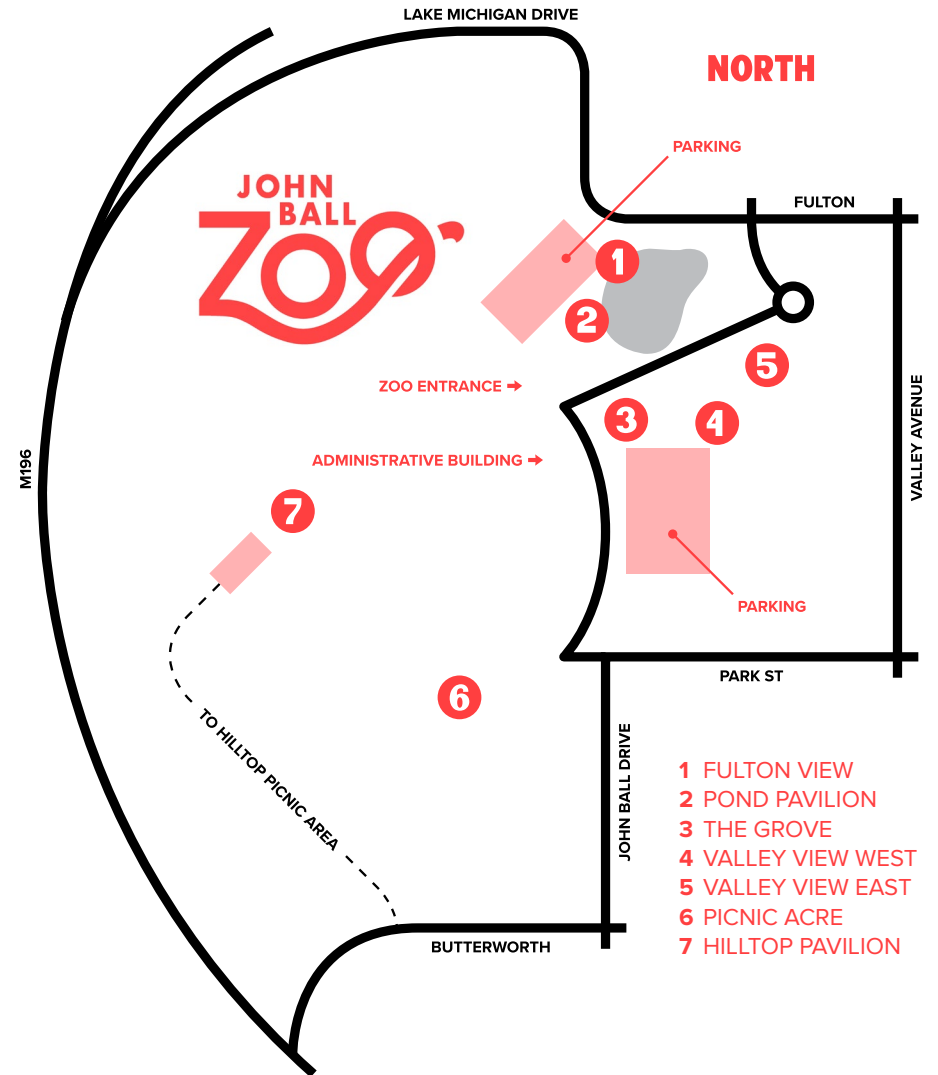 LAKE MICHIGAN DRIVE
NORTH
PARKING
JOHN
BALL
ZOO
FULTON
1
2
5
ZOO ENTRANCE
3
4
VALLEY AVENUE
M196
ADMINISTRATIVE BUILDING
7
PARKING
PARK ST
6
TO HILLTOP PICNIC AREA
JOHN BALL DRIVE
BUTTERWORTH
1 FULTON VIEW
2 POND PAVILION
3 THE GROVE
4 VALLEY VIEW WEST
5 VALLEY VIEW EAST
6 PICNIC ACRE
7 HILLTOP PAVILION